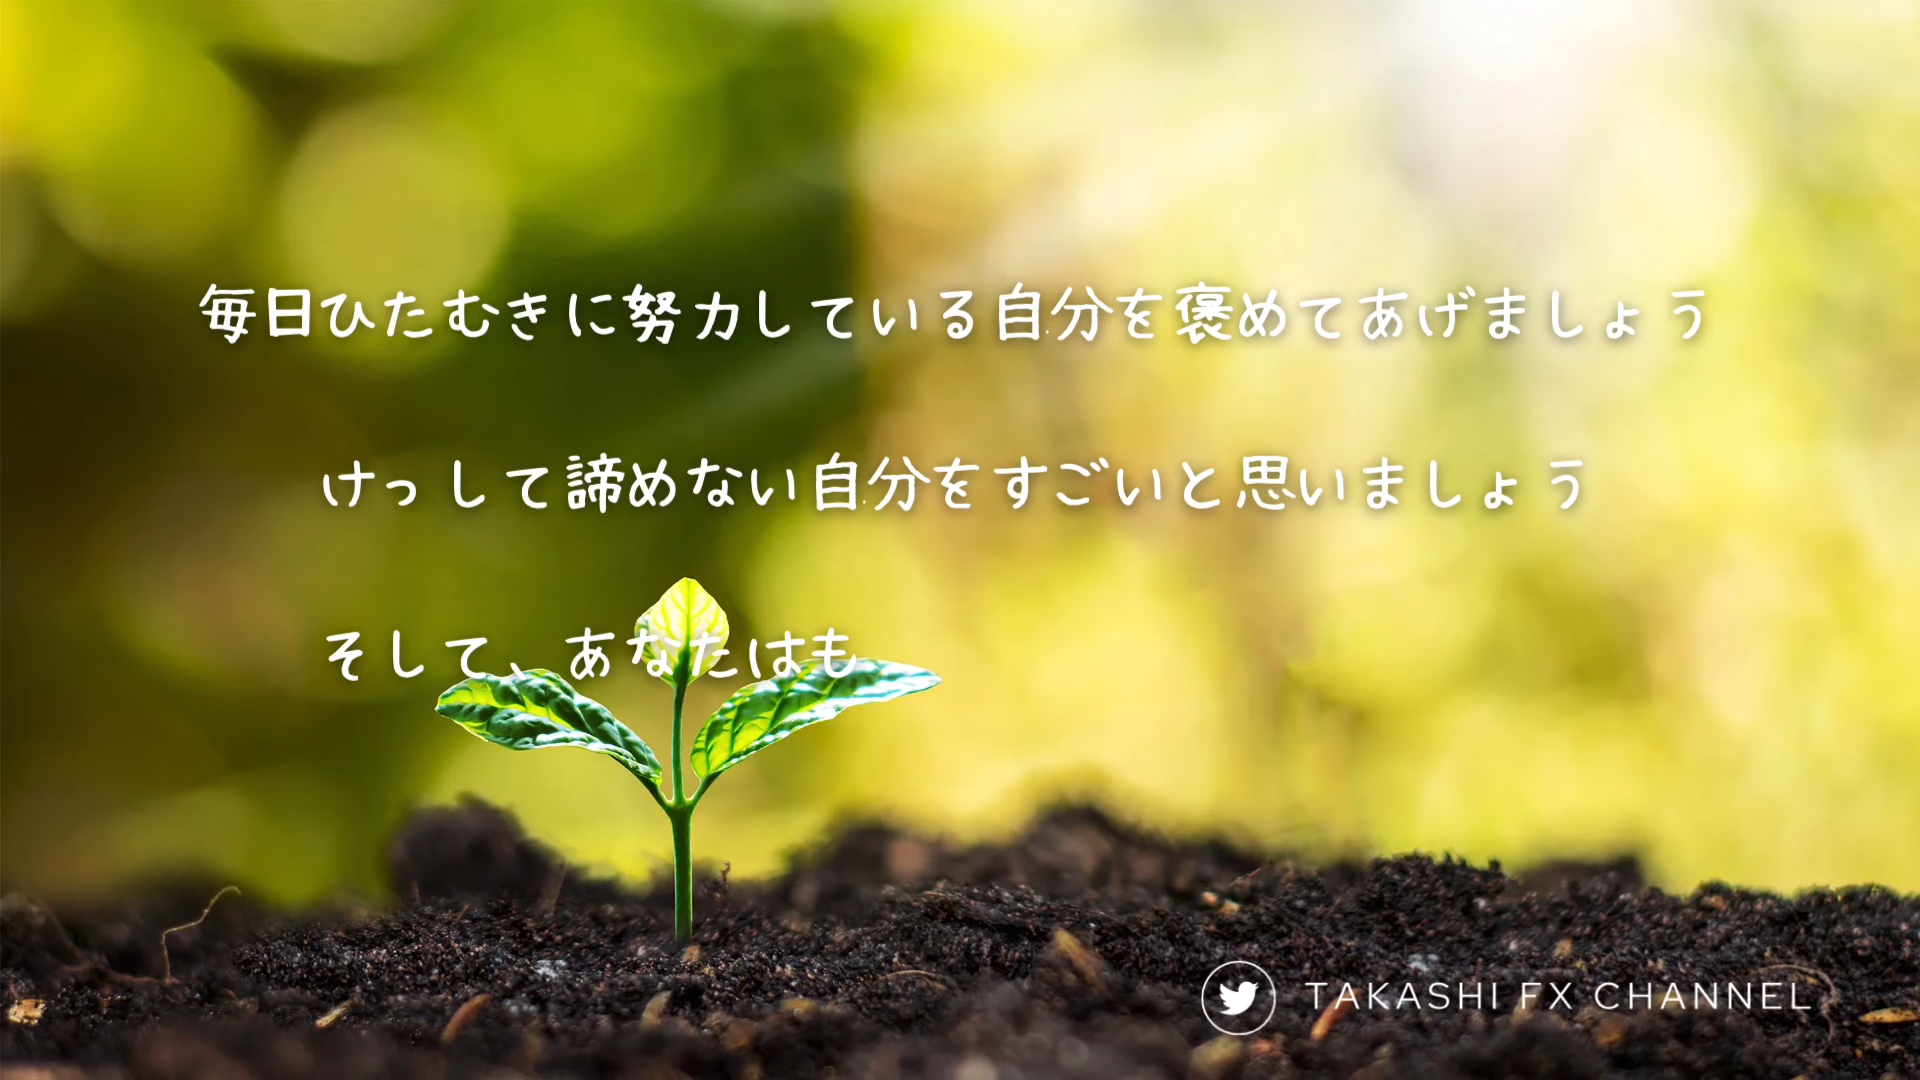 毎日ひたむきに努力している自分を褒めてあげましょう
けっして諦めない自分をすごいと思いましょう
そして、あなたはも
TAKASHI FX CHANNEL